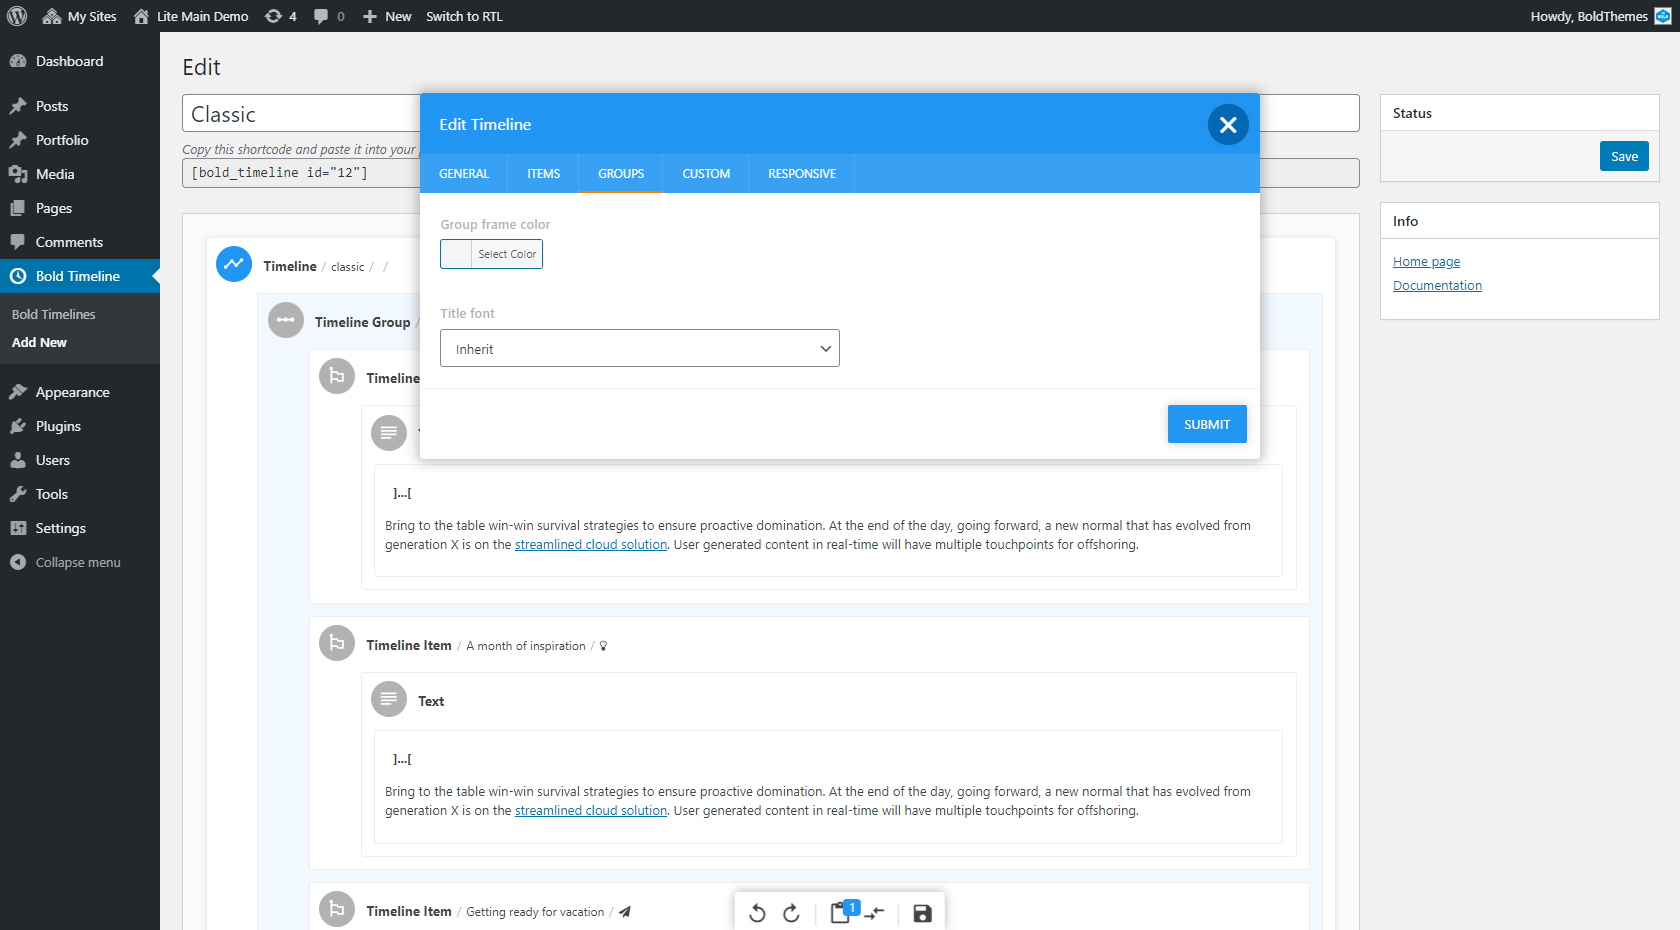 My Sites
Lite Main Demo
4
0
New
Switch to RTL
Howdy, BoldThemes
Dashboard
Posts
Portfolio
Media
Pages
Comments
Bold Timeline
Bold Timelines
Add New
Appearance
Plugins
Users
Tools
Settings
Collapse menu
Edit
Classic
Copy this shortcode and paste it into your
[bold_timeline id="12"]
Edit Timeline
GENERAL
ITEMS
GROUPS
CUSTOM
RESPONSIVE
Group frame color
Select Color
Title font
Inherit
SUBMIT
Timeline / classic / /
Timeline Group /
Timeline
]...[
Bring to the table win-win survival strategies to ensure proactive domination. At the end of the day, going forward, a new normal that has evolved from
generation X is on the streamlined cloud solution. User generated content in real-time will have multiple touchpoints for offshoring.
Timeline Item / A month of inspiration /
Text
]...[
Bring to the table win-win survival strategies to ensure proactive domination. At the end of the day, going forward, a new normal that has evolved from
generation X is on the streamlined cloud solution. User generated content in real-time will have multiple touchpoints for offshoring.
Timeline Item / Getting ready for vacation /
1
Status
Save
Info
Home page
Documentation